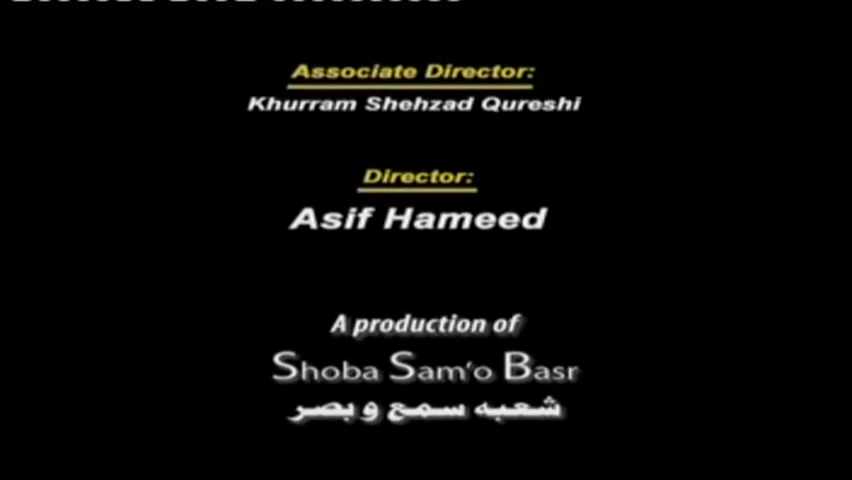 Associate Director:
Khurram Shehzad Qureshi
Director:
Asif Hameed
A production of
Shoba Sam'o Basr
شعبه سمع و بصر